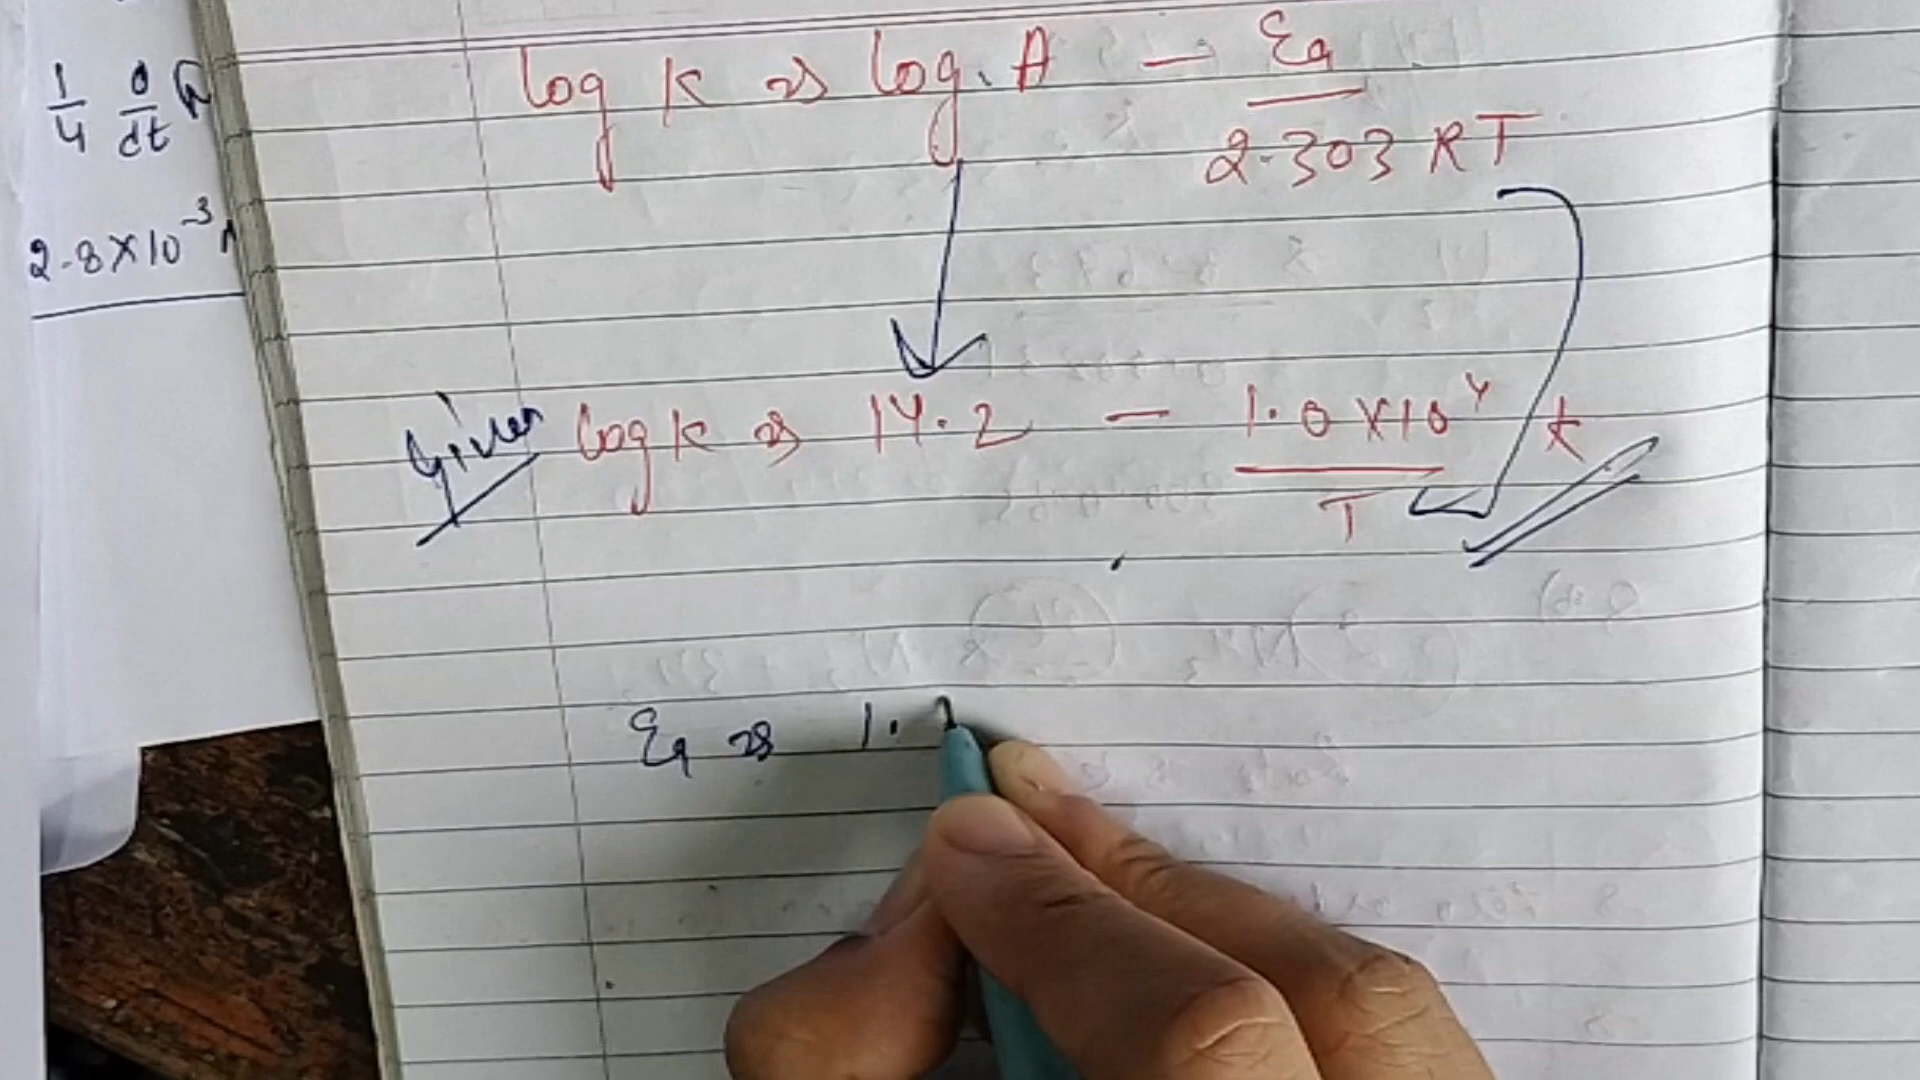 1/4 d/dt
2.8×10⁻³
log K = log A − Ea / 2.303 RT
Given log K = 14.2 − 1.0×10⁴ / T K
Ea = 1.